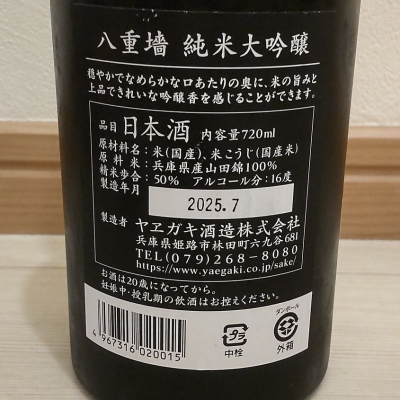 八重墻 純米大吟醸
穏やかでなめらかな口あたりの奥に、米の旨みと
上品できれいな吟醸香を感じることができます。
品目 日本酒 内容量720ml
原材料名：米(国産)、米こうじ(国産米)
原料米：兵庫県産山田錦100%
精米歩合：50% アルコール分：16度
製造年月
2025.7
製造者 ヤヱガキ酒造株式会社
兵庫県姫路市林田町六九谷681
TEL(079)268-8080
https://www.yaegaki.co.jp/sake/
お酒は20歳になってから。
妊娠中・授乳期の飲酒はお控えください。
4 967316 020015
プラ
中栓
ダンボール
外箱